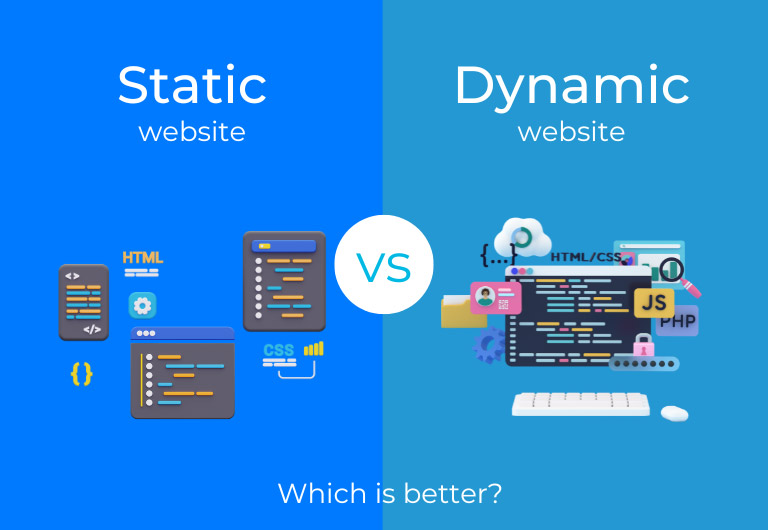 Static
website
Dynamic
website
VS
HTML
< >
</>
{ }
CSS
{...}
HTML/CSS
JS
PHP
Which is better?